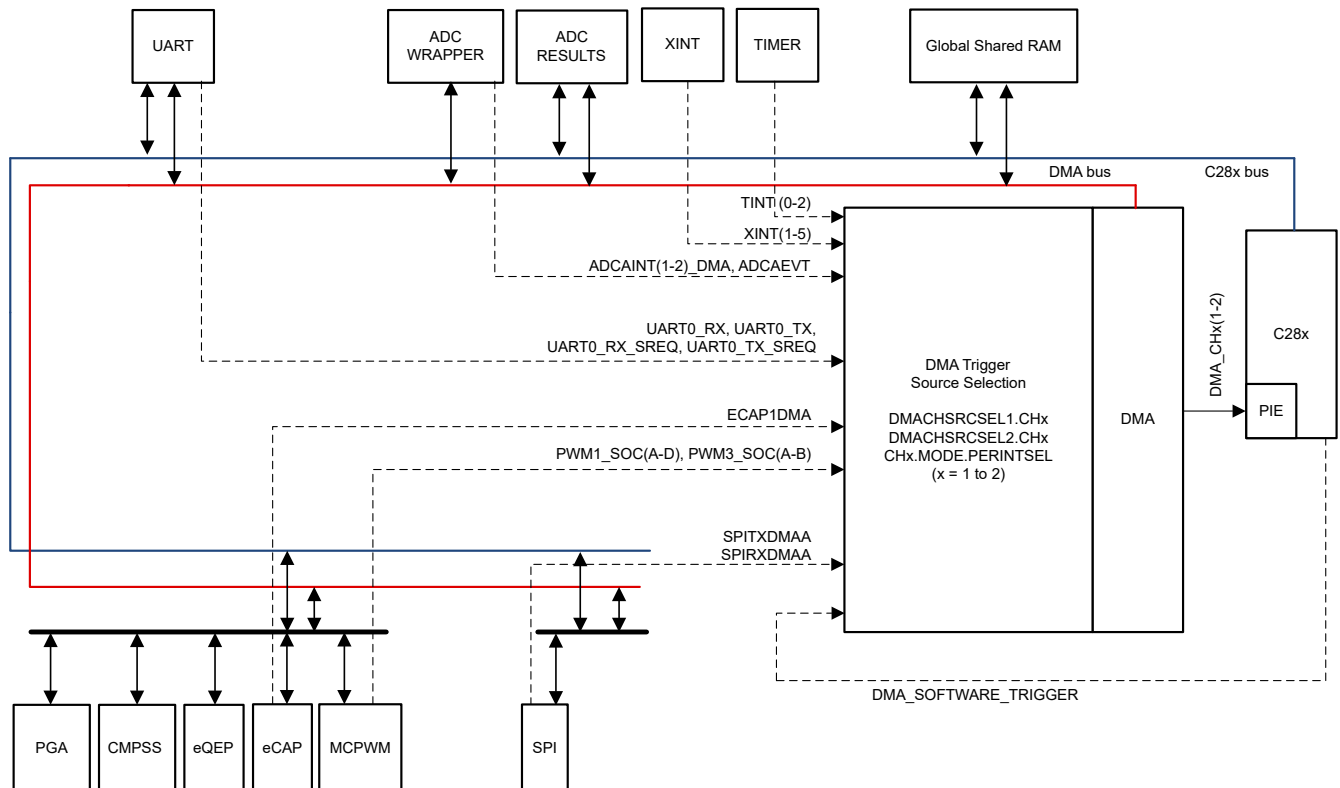 UART
ADC
WRAPPER
ADC
RESULTS
XINT
TIMER
Global Shared RAM
DMA bus
C28x bus
TINT (0-2)
XINT(1-5)
ADCAINT(1-2)_DMA, ADCAEVT
UART0_RX, UART0_TX,
UART0_RX_SREQ, UART0_TX_SREQ
ECAP1DMA
PWM1_SOC(A-D), PWM3_SOC(A-B)
SPITXDMAA
SPIRXDMAA
DMA Trigger
Source Selection
DMACHSRCSEL1.CHx
DMACHSRCSEL2.CHx
CHx.MODE.PERINTSEL
(x = 1 to 2)
DMA
DMA_CHx(1-2)
C28x
PIE
DMA_SOFTWARE_TRIGGER
PGA
CMPSS
eQEP
eCAP
MCPWM
SPI